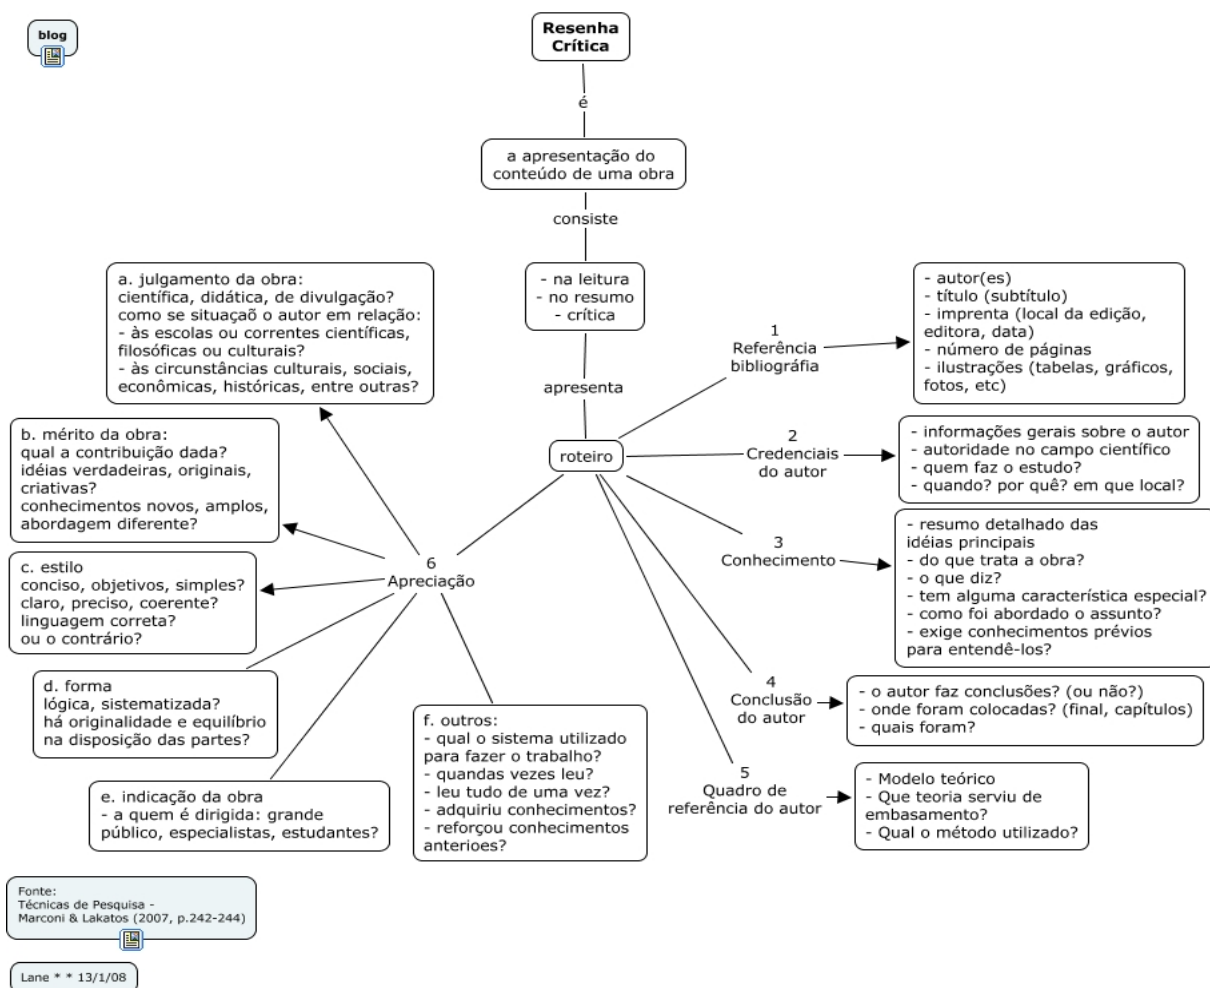 blog
Resenha
Crítica
é
a apresentação do
conteúdo de uma obra
consiste
- na leitura
- no resumo
- crítica
apresenta
roteiro
1
Referência
bibliográfia
- autor(es)
- título (subtítulo)
- imprenta (local da edição,
editora, data)
- número de páginas
- ilustrações (tabelas, gráficos,
fotos, etc)
2
Credenciais
do autor
- informações gerais sobre o autor
- autoridade no campo científico
- quem faz o estudo?
- quando? por quê? em que local?
3
Conhecimento
- resumo detalhado das
idéias principais
- do que trata a obra?
- o que diz?
- tem alguma característica especial?
- como foi abordado o assunto?
- exige conhecimentos prévios
para entendê-los?
4
Conclusão
do autor
- o autor faz conclusões? (ou não?)
- onde foram colocadas? (final, capítulos)
- quais foram?
5
Quadro de
referência do autor
- Modelo teórico
- Que teoria serviu de
embasamento?
- Qual o método utilizado?
6
Apreciação
a. julgamento da obra:
científica, didática, de divulgação?
como se situaçaõ o autor em relação:
- às escolas ou correntes científicas,
filosóficas ou culturais?
- às circunstâncias culturais, sociais,
econômicas, históricas, entre outras?
b. mérito da obra:
qual a contribuição dada?
idéias verdadeiras, originais,
criativas?
conhecimentos novos, amplos,
abordagem diferente?
c. estilo
conciso, objetivos, simples?
claro, preciso, coerente?
linguagem correta?
ou o contrário?
d. forma
lógica, sistematizada?
há originalidade e equilíbrio
na disposição das partes?
e. indicação da obra
- a quem é dirigida: grande
público, especialistas, estudantes?
f. outros:
- qual o sistema utilizado
para fazer o trabalho?
- quandas vezes leu?
- leu tudo de uma vez?
- adquiriu conhecimentos?
- reforçou conhecimentos
anterioes?
Fonte:
Técnicas de Pesquisa -
Marconi & Lakatos (2007, p.242-244)
Lane * * 13/1/08